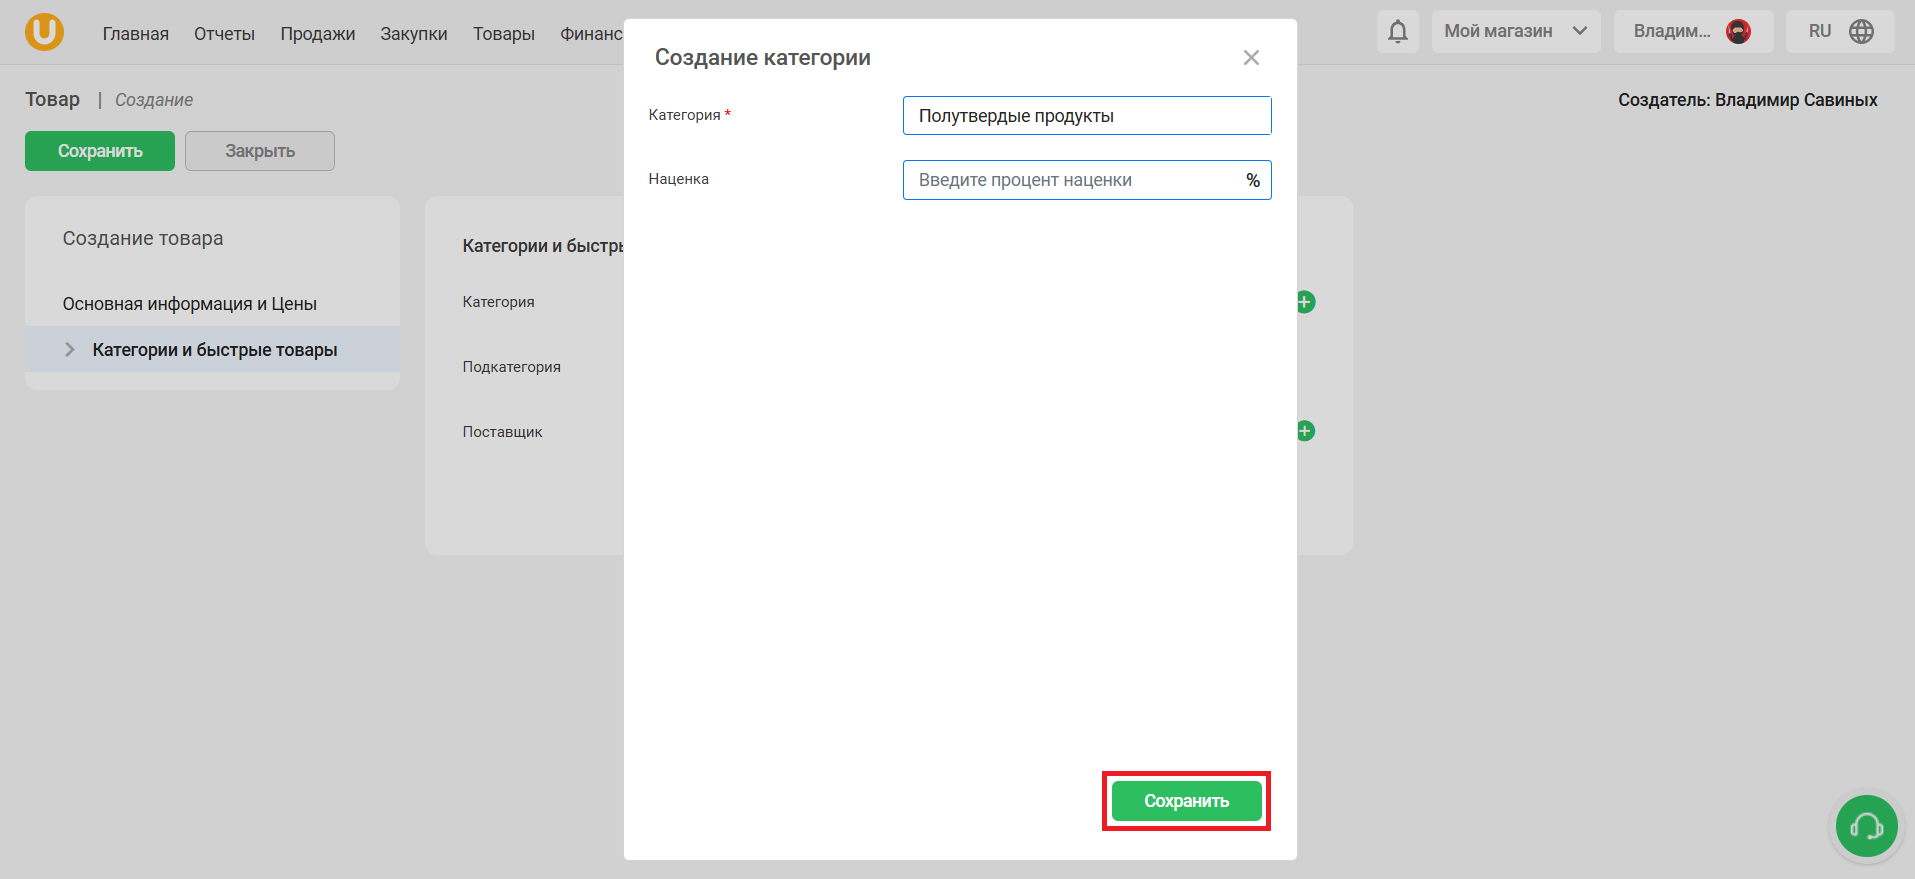 Главная Отчеты Продажи Закупки Товары Финанс
Мой магазин
Владим...
RU
Товар | Создание
Создатель: Владимир Савиных
Сохранить
Закрыть
Создание товара
Основная информация и Цены
Категории и быстрые товары
Категории и быстры
Категория
Подкатегория
Поставщик
Создание категории
Категория *
Полутвердые продукты
Наценка
Введите процент наценки %
Сохранить